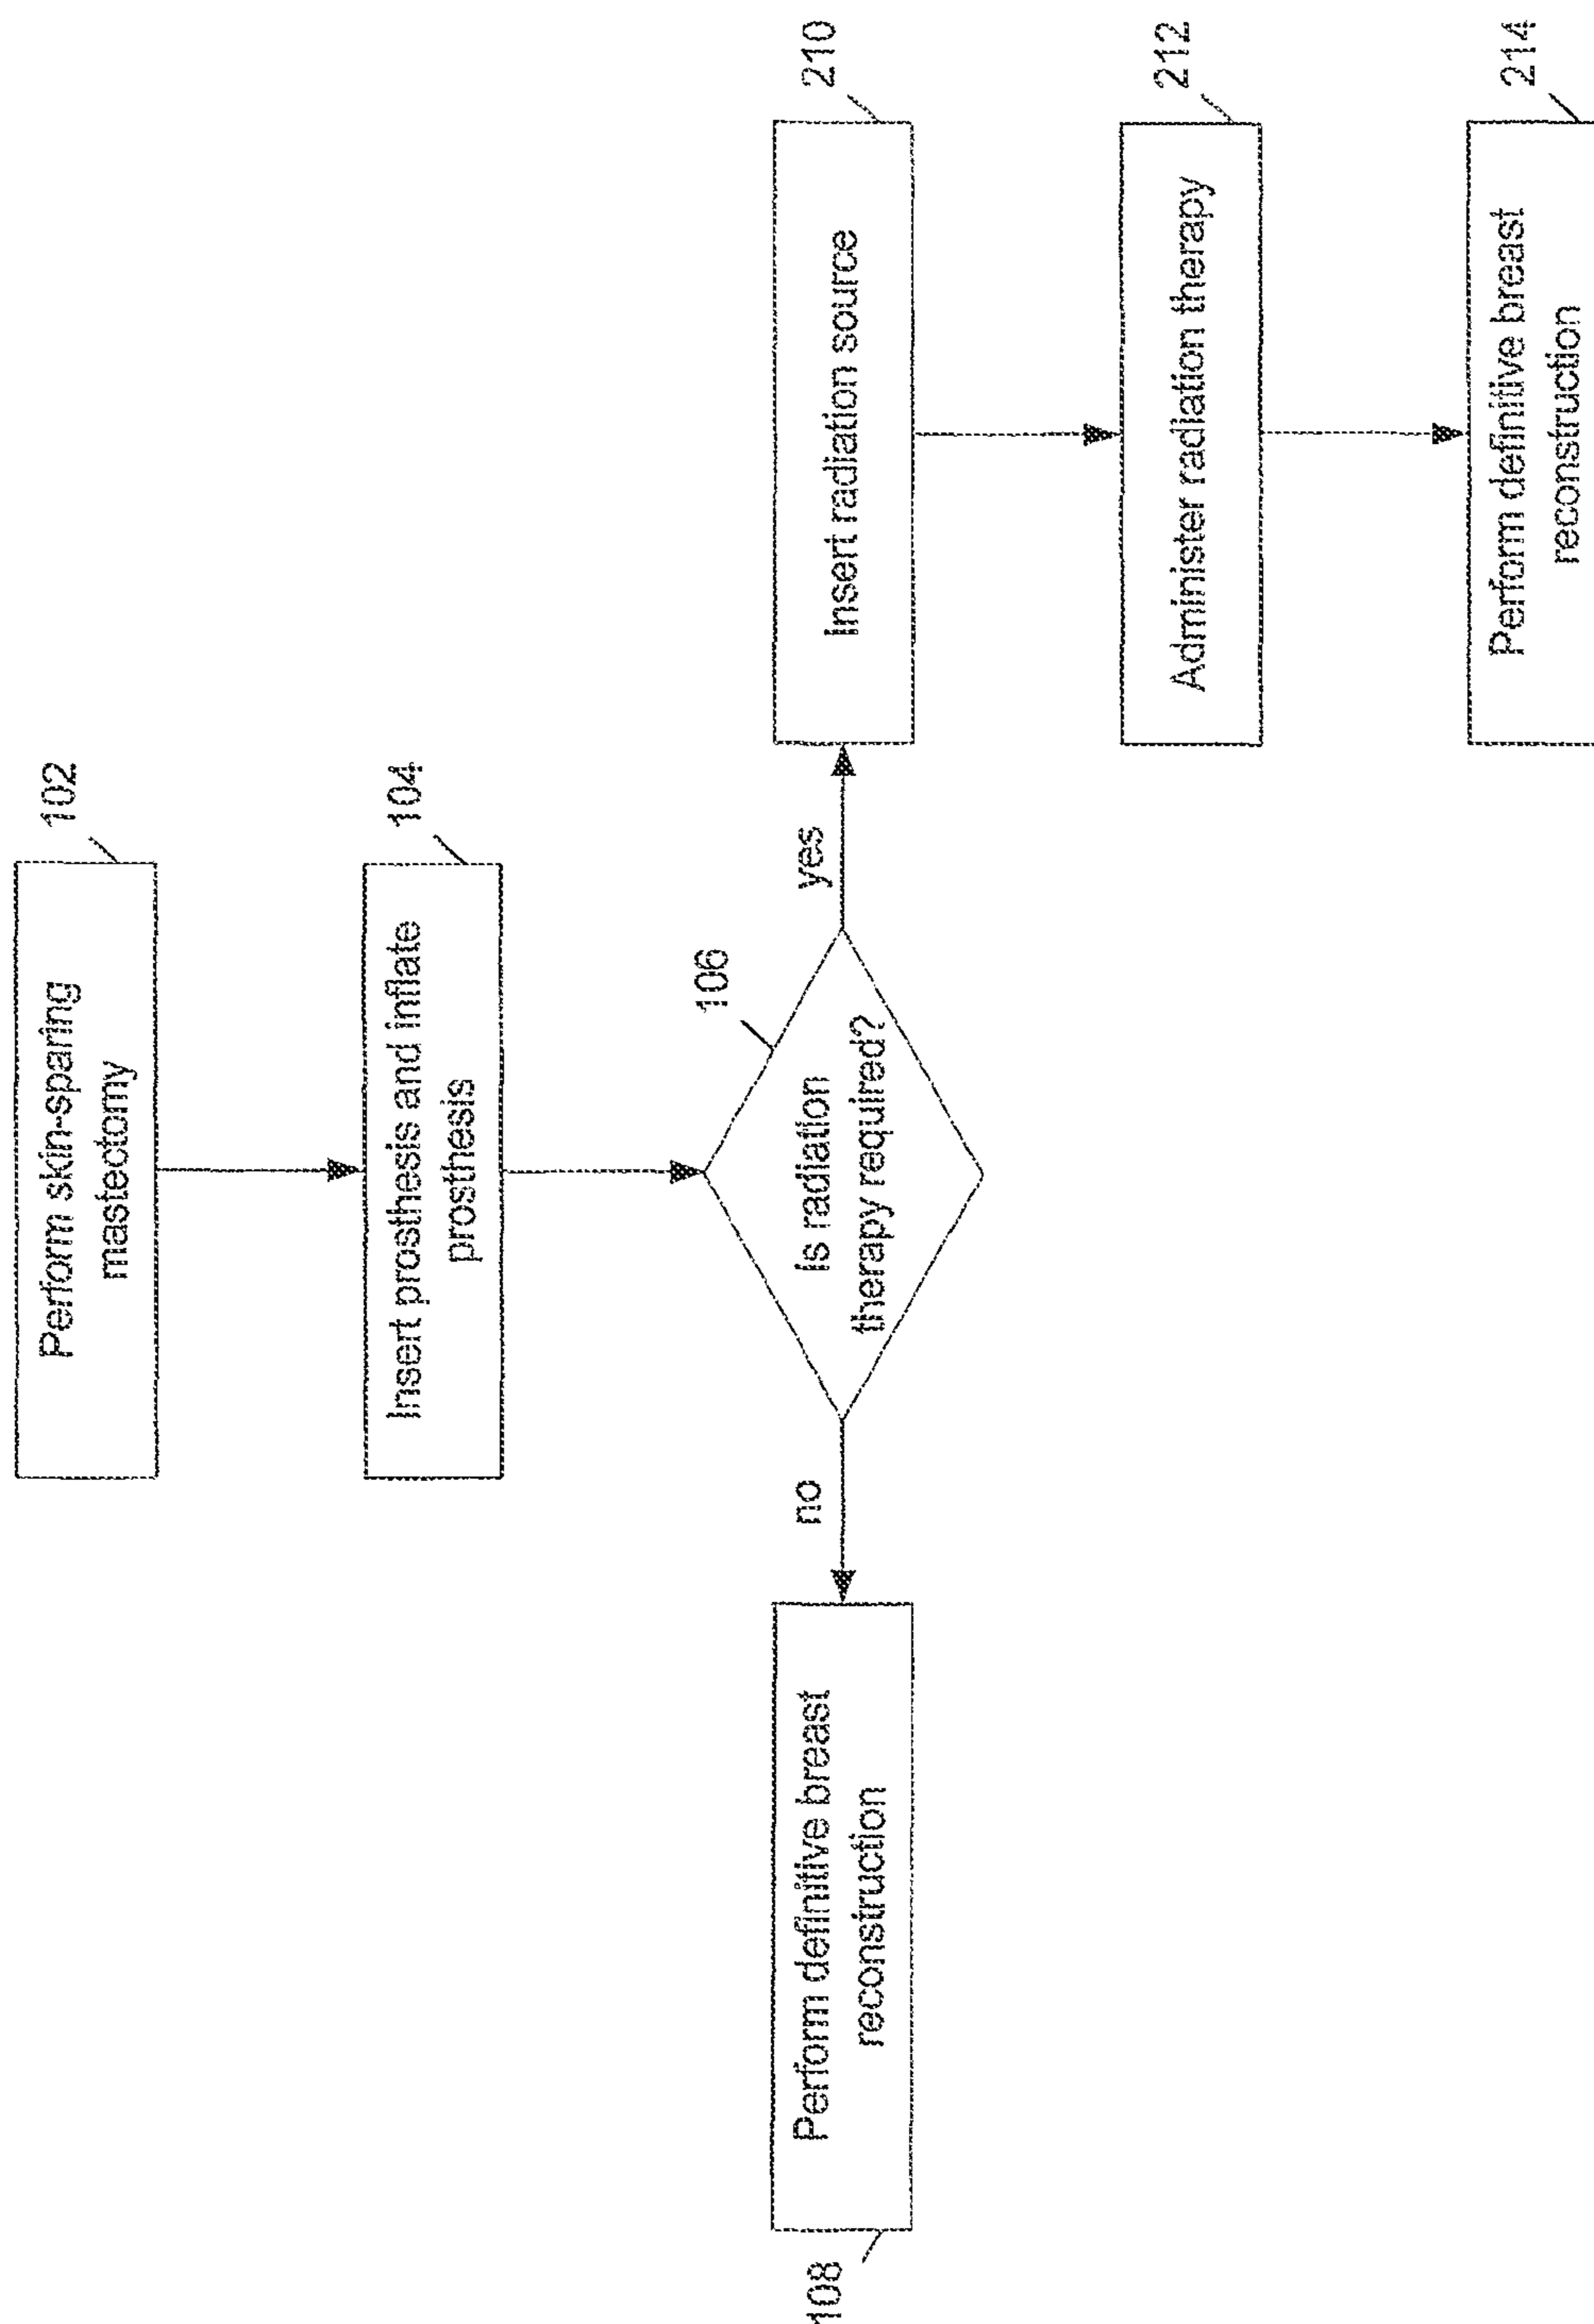 Perform skin-sparing
mastectomy
102
Insert prosthesis and inflate
prosthesis
104
Is radiation
therapy required?
106
no
yes
Perform definitive breast
reconstruction
108
Insert radiation source
210
Administer radiation therapy
212
Perform definitive breast
reconstruction
214